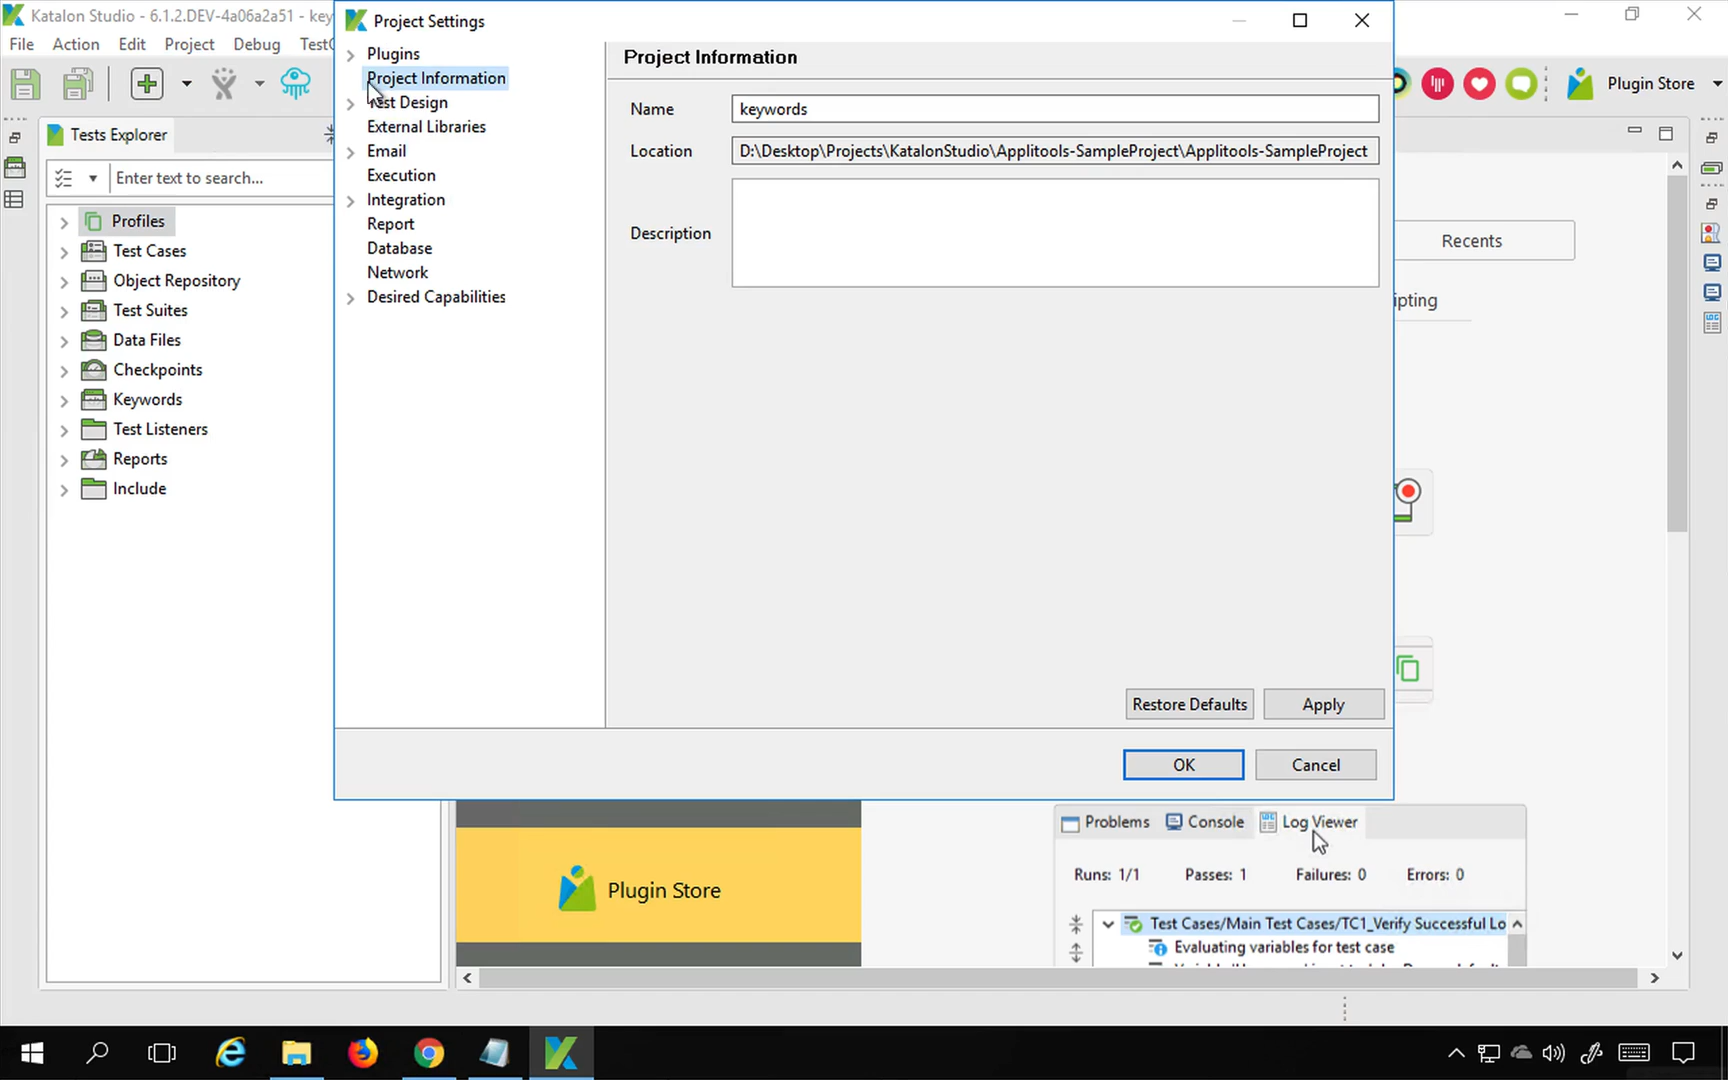 Katalon Studio - 6.1.2.DEV-4a06a2a51 - key
File Action Edit Project Debug TestO
Plugin Store
Tests Explorer
Enter text to search...
Profiles
Test Cases
Object Repository
Test Suites
Data Files
Checkpoints
Keywords
Test Listeners
Reports
Include
Project Settings
Plugins
Project Information
Test Design
External Libraries
Email
Execution
Integration
Report
Database
Network
Desired Capabilities
Project Information
Name keywords
Location D:\Desktop\Projects\KatalonStudio\Applitools-SampleProject\Applitools-SampleProject
Description
Restore Defaults Apply
OK Cancel
Recents
ipting
Plugin Store
Problems Console Log Viewer
Runs: 1/1 Passes: 1 Failures: 0 Errors: 0
Test Cases/Main Test Cases/TC1_Verify Successful Lo
Evaluating variables for test case